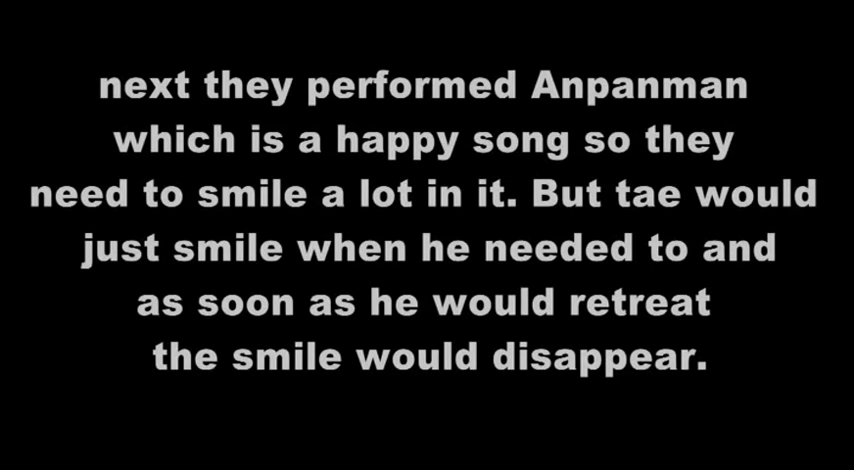 next they performed Anpanman
which is a happy song so they
need to smile a lot in it. But tae would
just smile when he needed to and
as soon as he would retreat
the smile would disappear.